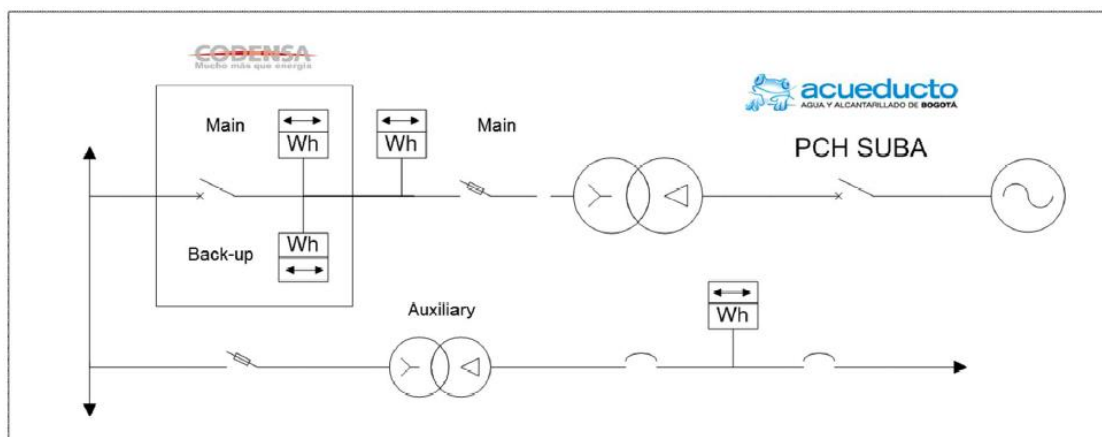 CODENSA
Mucho más que energía
acueducto
AGUA Y ALCANTARILLADO DE BOGOTÁ
PCH SUBA
Main
Wh
Wh
Main
Back-up
Wh
Auxiliary
Wh